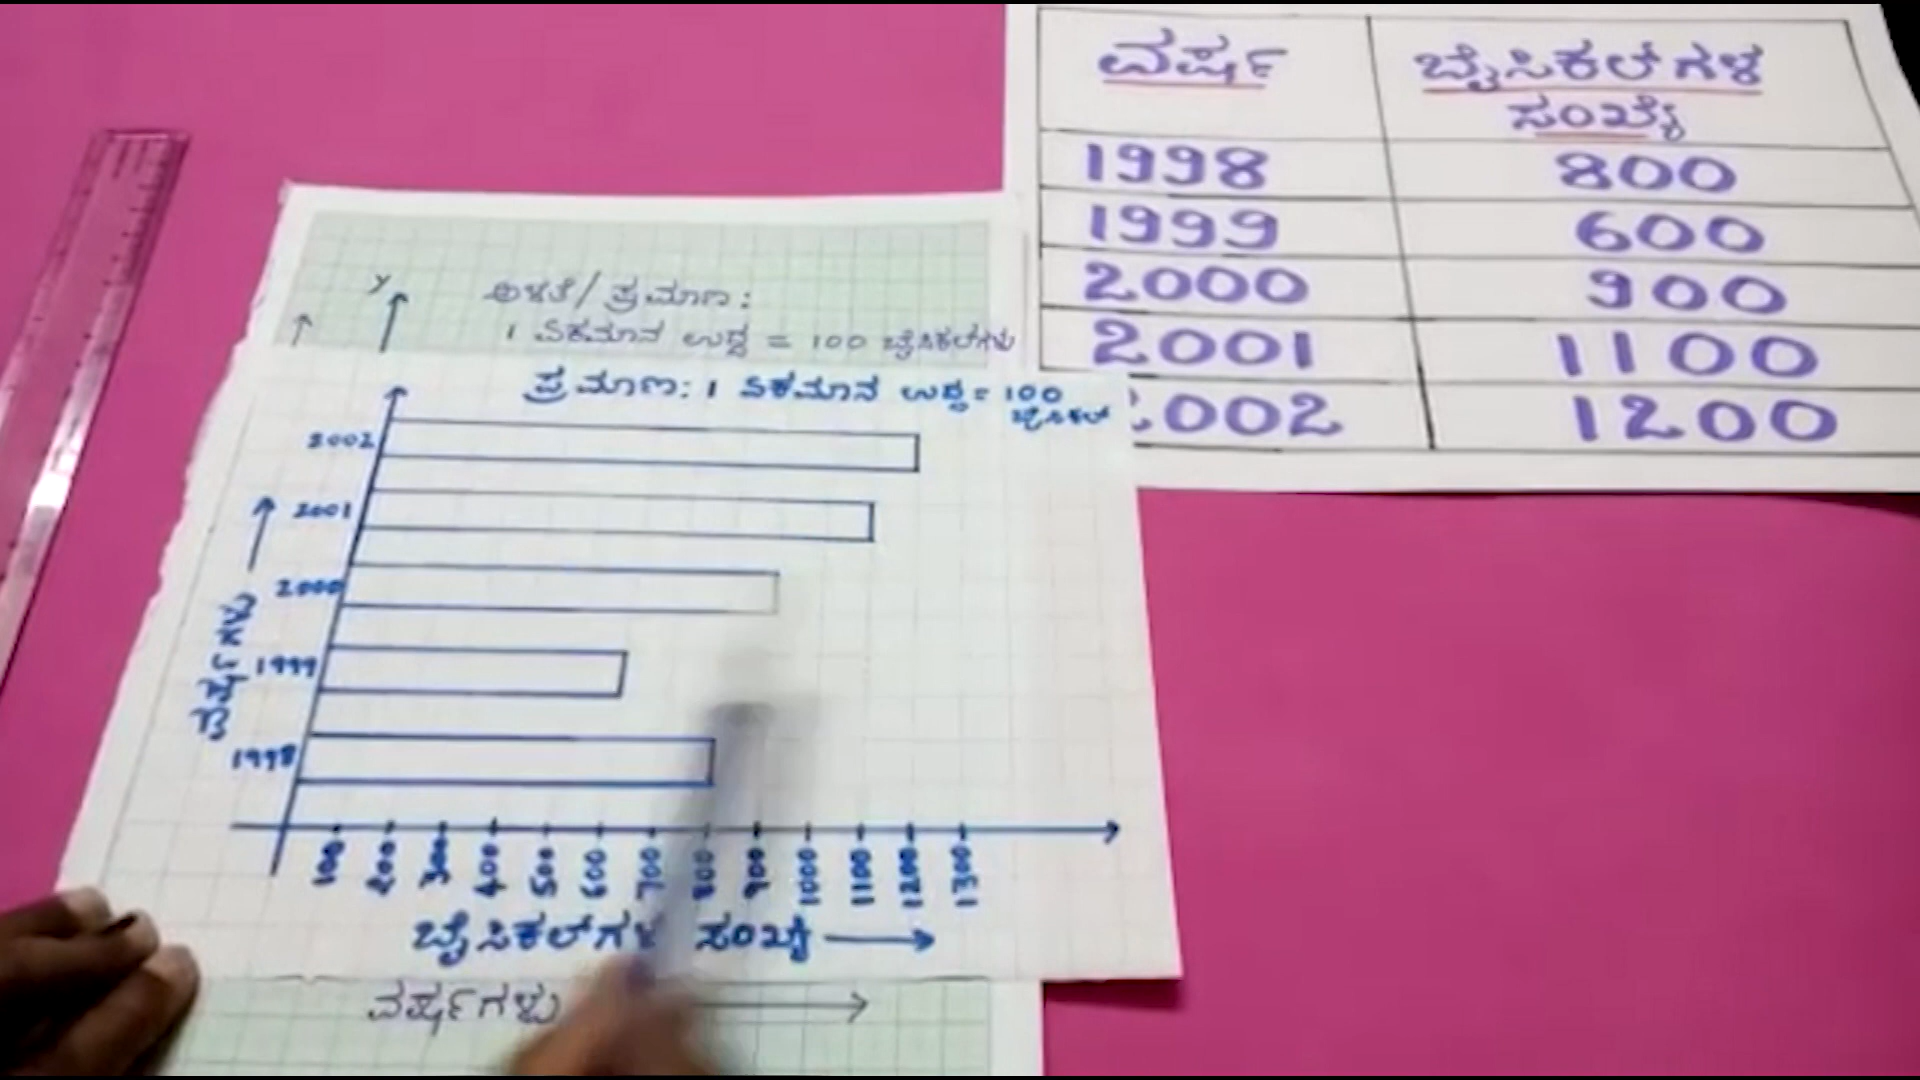 ವರ್ಷ ಬೈಸಿಕಲ್‌ಗಳ
ಸಂಖ್ಯೆ
1998 800
1999 600
2000 900
2001 1100
2002 1200
y
ಅಳತೆ/ಪ್ರಮಾಣ:
1 ಏಕಮಾನ ಉದ್ದ = 100 ಬೈಸಿಕಲ್‌ಗಳು
ಪ್ರಮಾಣ: 1 ಏಕಮಾನ ಉದ್ದ = 100
ಬೈಸಿಕಲ್
2002
2001
2000
1999
1998
ವರ್ಷಗಳು
100 200 300 400 500 600 700 800 900 1000 1100 1200 1300
ಬೈಸಿಕಲ್‌ಗಳ ಸಂಖ್ಯೆ
ವರ್ಷಗಳು